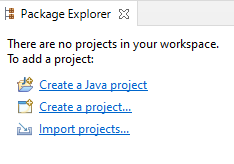 Package Explorer
There are no projects in your workspace.
To add a project:
Create a Java project
Create a project...
Import projects...